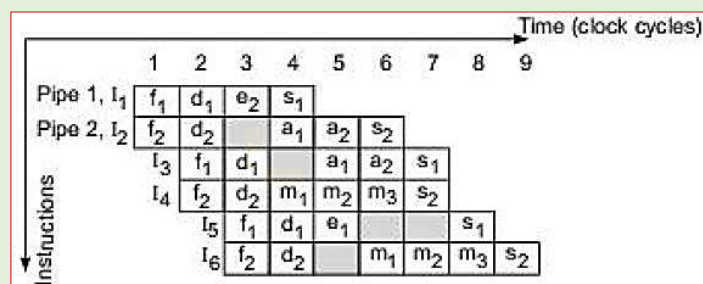 Time (clock cycles)
1 2 3 4 5 6 7 8 9
Pipe 1, I1 f1 d1 e2 s1
Pipe 2, I2 f2 d2 a1 a2 s2
I3 f1 d1 a1 a2 s1
I4 f2 d2 m1 m2 m3 s2
I5 f1 d1 e1 s1
I6 f2 d2 m1 m2 m3 s2
Instructions